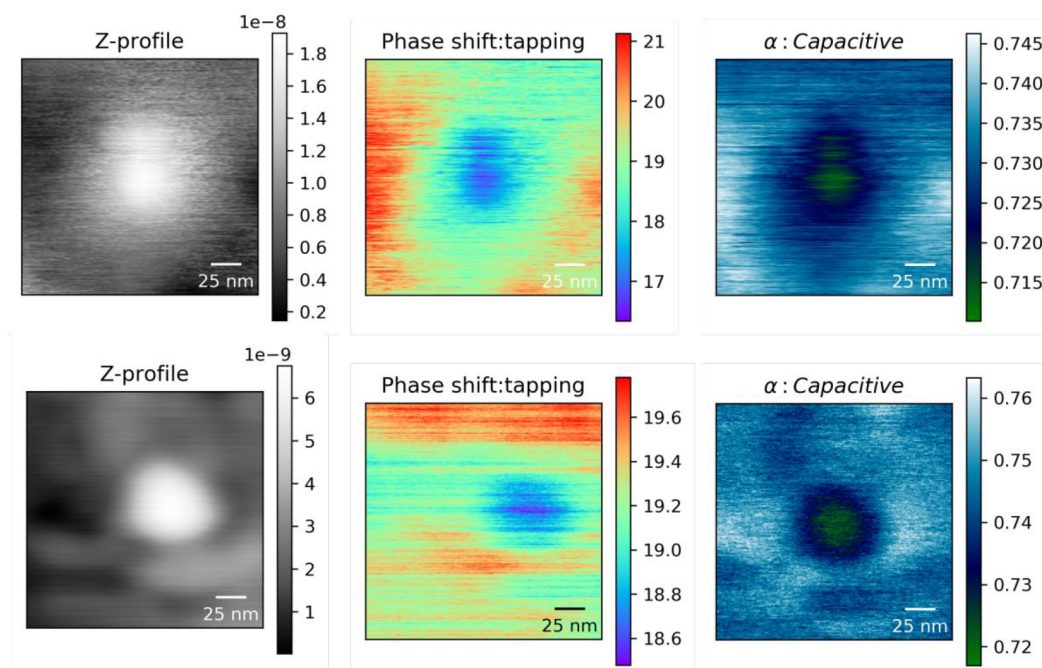 1e−8
Z-profile
1.8
1.6
1.4
1.2
1.0
0.8
0.6
0.4
0.2
25 nm
Phase shift:tapping
21
20
19
18
17
25 nm
α : Capacitive
0.745
0.740
0.735
0.730
0.725
0.720
0.715
25 nm
1e−9
Z-profile
6
5
4
3
2
1
25 nm
Phase shift:tapping
19.6
19.4
19.2
19.0
18.8
18.6
25 nm
α : Capacitive
0.76
0.75
0.74
0.73
0.72
25 nm